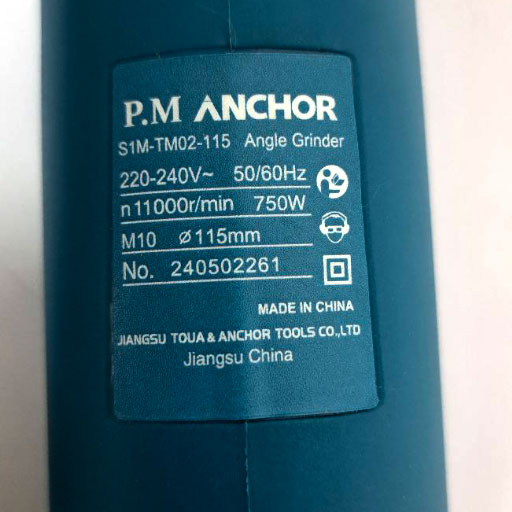 P.M ANCHOR
S1M-TM02-115 Angle Grinder
220-240V~ 50/60Hz
n 11000r/min 750W
M10 ⌀115mm
No. 240502261
MADE IN CHINA
JIANGSU TOUA & ANCHOR TOOLS CO.,LTD
Jiangsu China